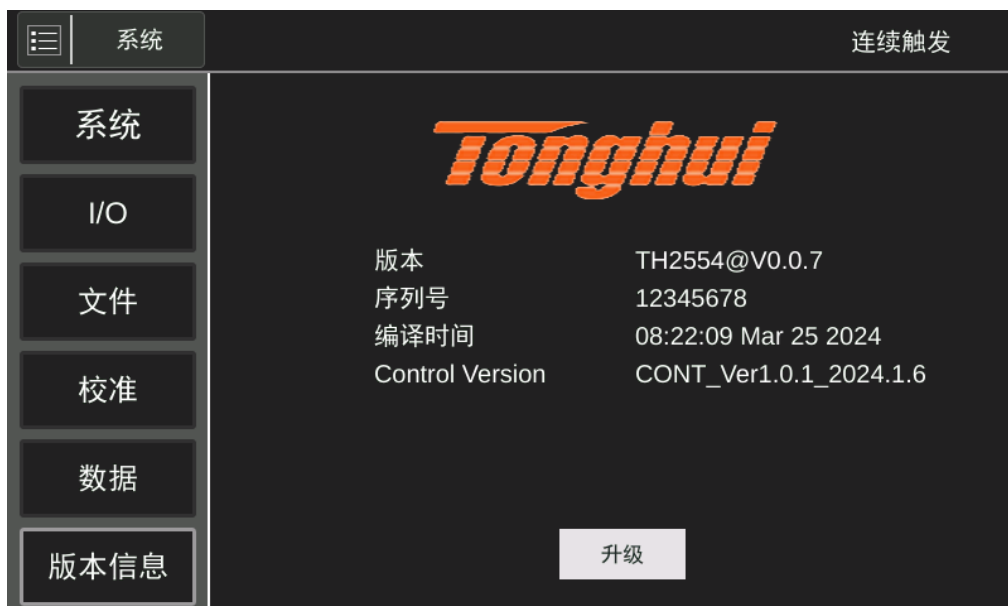 系统
连续触发
系统
I/O
文件
校准
数据
版本信息
Tonghui
版本 TH2554@V0.0.7
序列号 12345678
编译时间 08:22:09 Mar 25 2024
Control Version CONT_Ver1.0.1_2024.1.6
升级